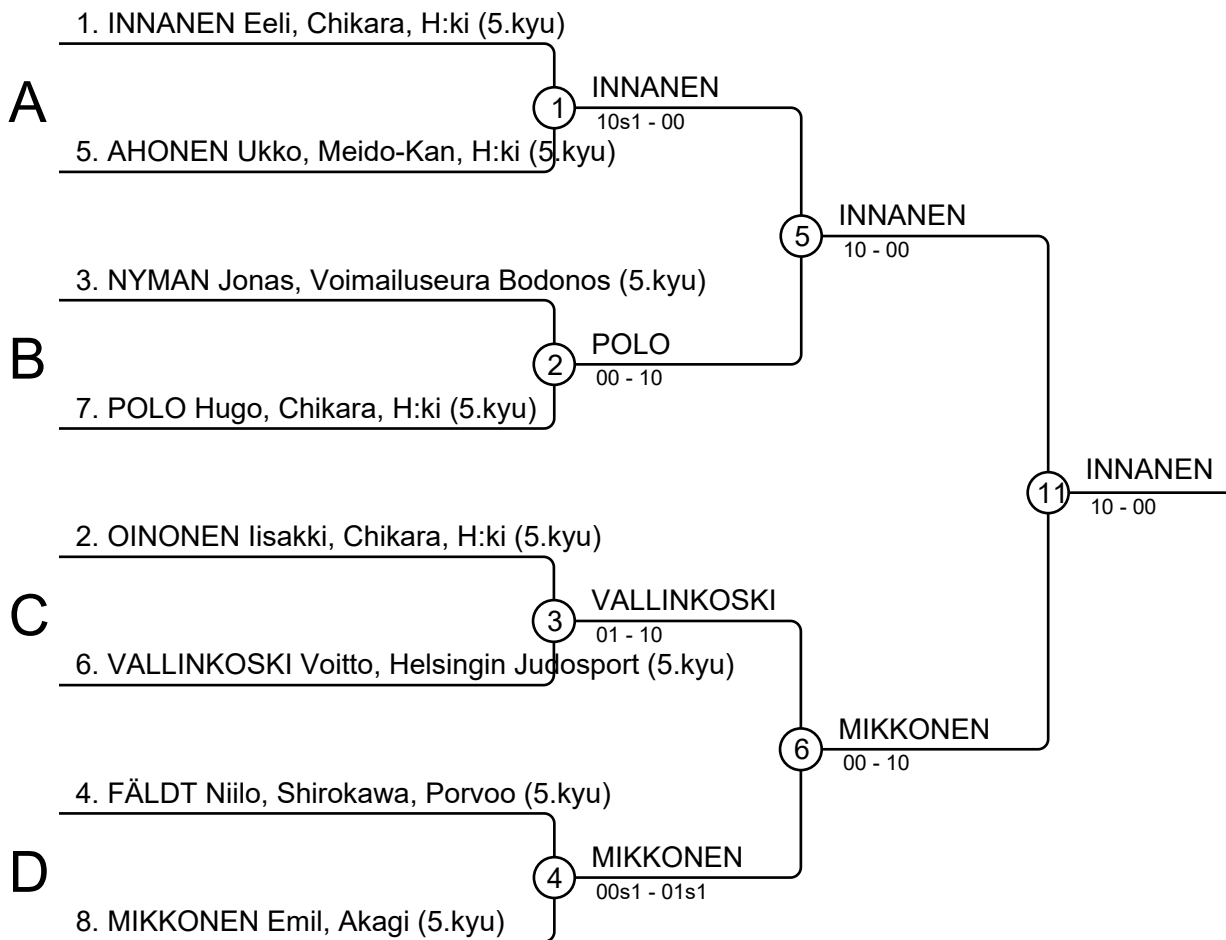 1. INNANEN Eeli, Chikara, H:ki (5.kyu)
A
1
INNANEN
10s1 - 00
5. AHONEN Ukko, Meido-Kan, H:ki (5.kyu)
5
INNANEN
10 - 00
3. NYMAN Jonas, Voimailuseura Bodonos (5.kyu)
B
2
POLO
00 - 10
7. POLO Hugo, Chikara, H:ki (5.kyu)
11
INNANEN
10 - 00
2. OINONEN Iisakki, Chikara, H:ki (5.kyu)
C
3
VALLINKOSKI
01 - 10
6. VALLINKOSKI Voitto, Helsingin Judosport (5.kyu)
6
MIKKONEN
00 - 10
4. FÄLDT Niilo, Shirokawa, Porvoo (5.kyu)
D
4
MIKKONEN
00s1 - 01s1
8. MIKKONEN Emil, Akagi (5.kyu)